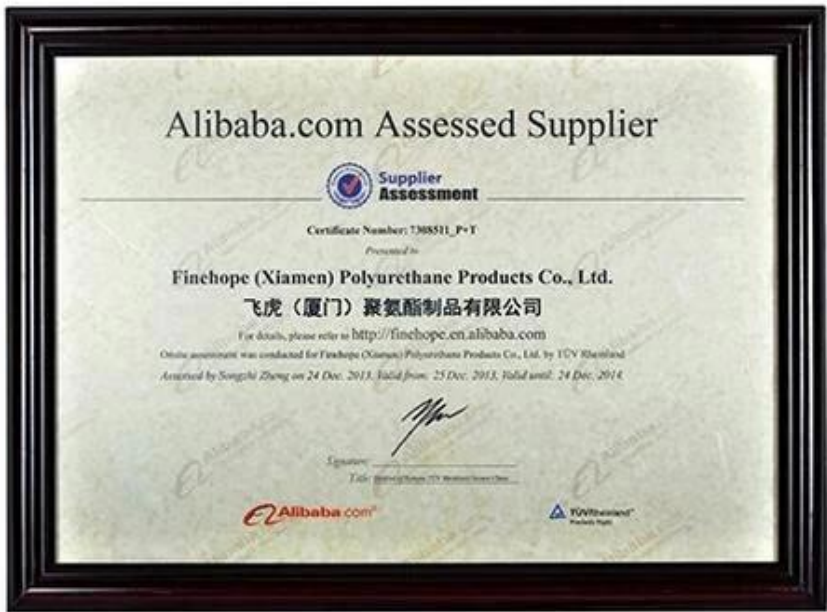 Alibaba.com Assessed Supplier
Supplier
Assessment
Certificate Number: 7308511_P+T
Presented to
Finehope (Xiamen) Polyurethane Products Co., Ltd.
飞虎（厦门）聚氨酯制品有限公司
For details, please refer to http://finehope.en.alibaba.com
Onsite assessment was conducted for Finehope (Xiamen) Polyurethane Products Co., Ltd. by TÜV Rheinland
Assessed by Songzhi Zheng on 24 Dec. 2013. Valid from: 25 Dec. 2013, Valid until: 24 Dec. 2014.
Signature:
Title:
Alibaba.com®
TÜVRheinland®